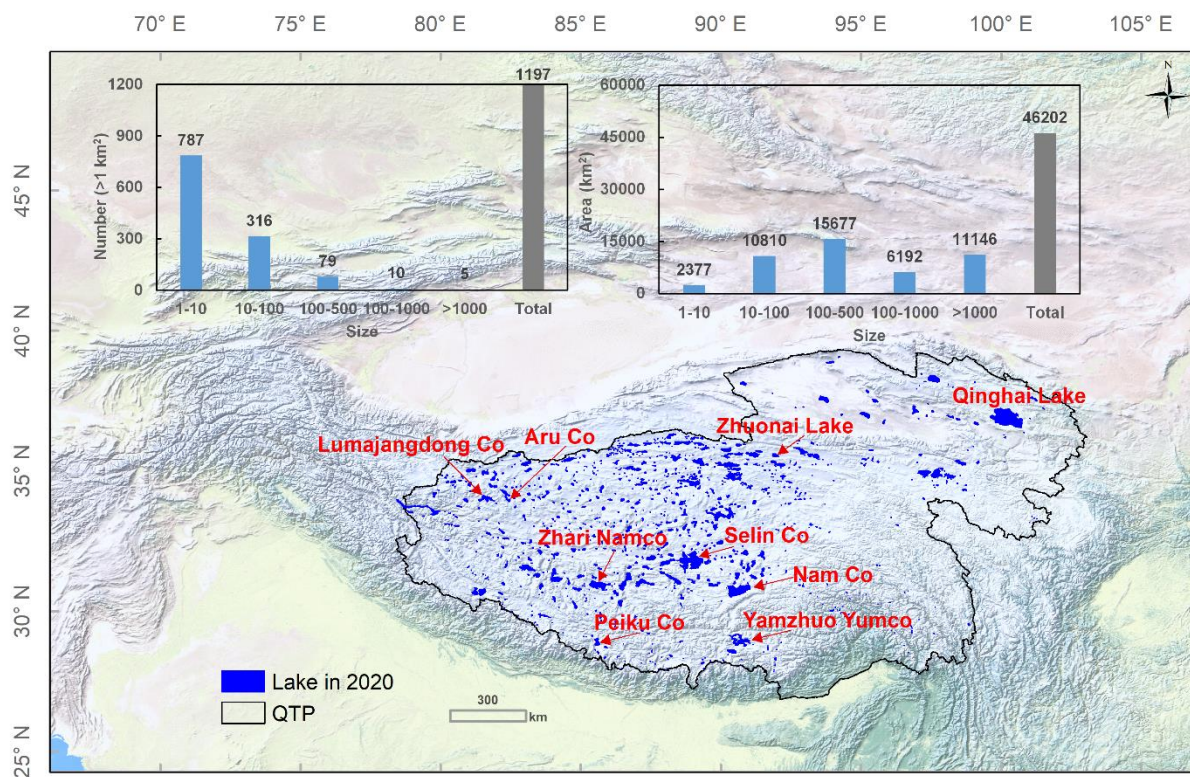 70° E 75° E 80° E 85° E 90° E 95° E 100° E 105° E
N
45° N
40° N
35° N
30° N
25° N
Number (>1 km²)
1200
900
600
300
0
787
316
79
10
5
1197
1-10 10-100 100-500 100-1000 >1000 Total
Size
Area (km²)
60000
45000
30000
15000
0
2377
10810
15677
6192
11146
46202
1-10 10-100 100-500 100-1000 >1000 Total
Size
Qinghai Lake
Zhuonai Lake
Aru Co
Lumajangdong Co
Zhari Namco
Selin Co
Nam Co
Peiku Co
Yamzhuo Yumco
Lake in 2020
QTP
300
km